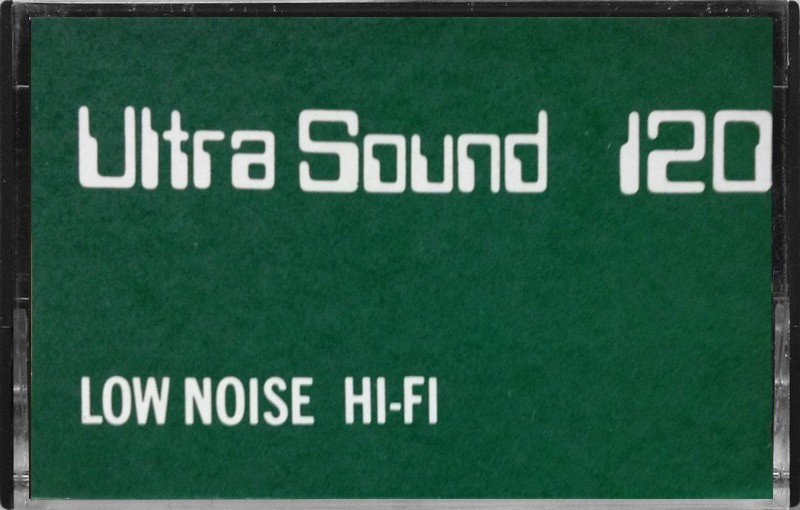 Ultra Sound 120
LOW NOISE HI-FI